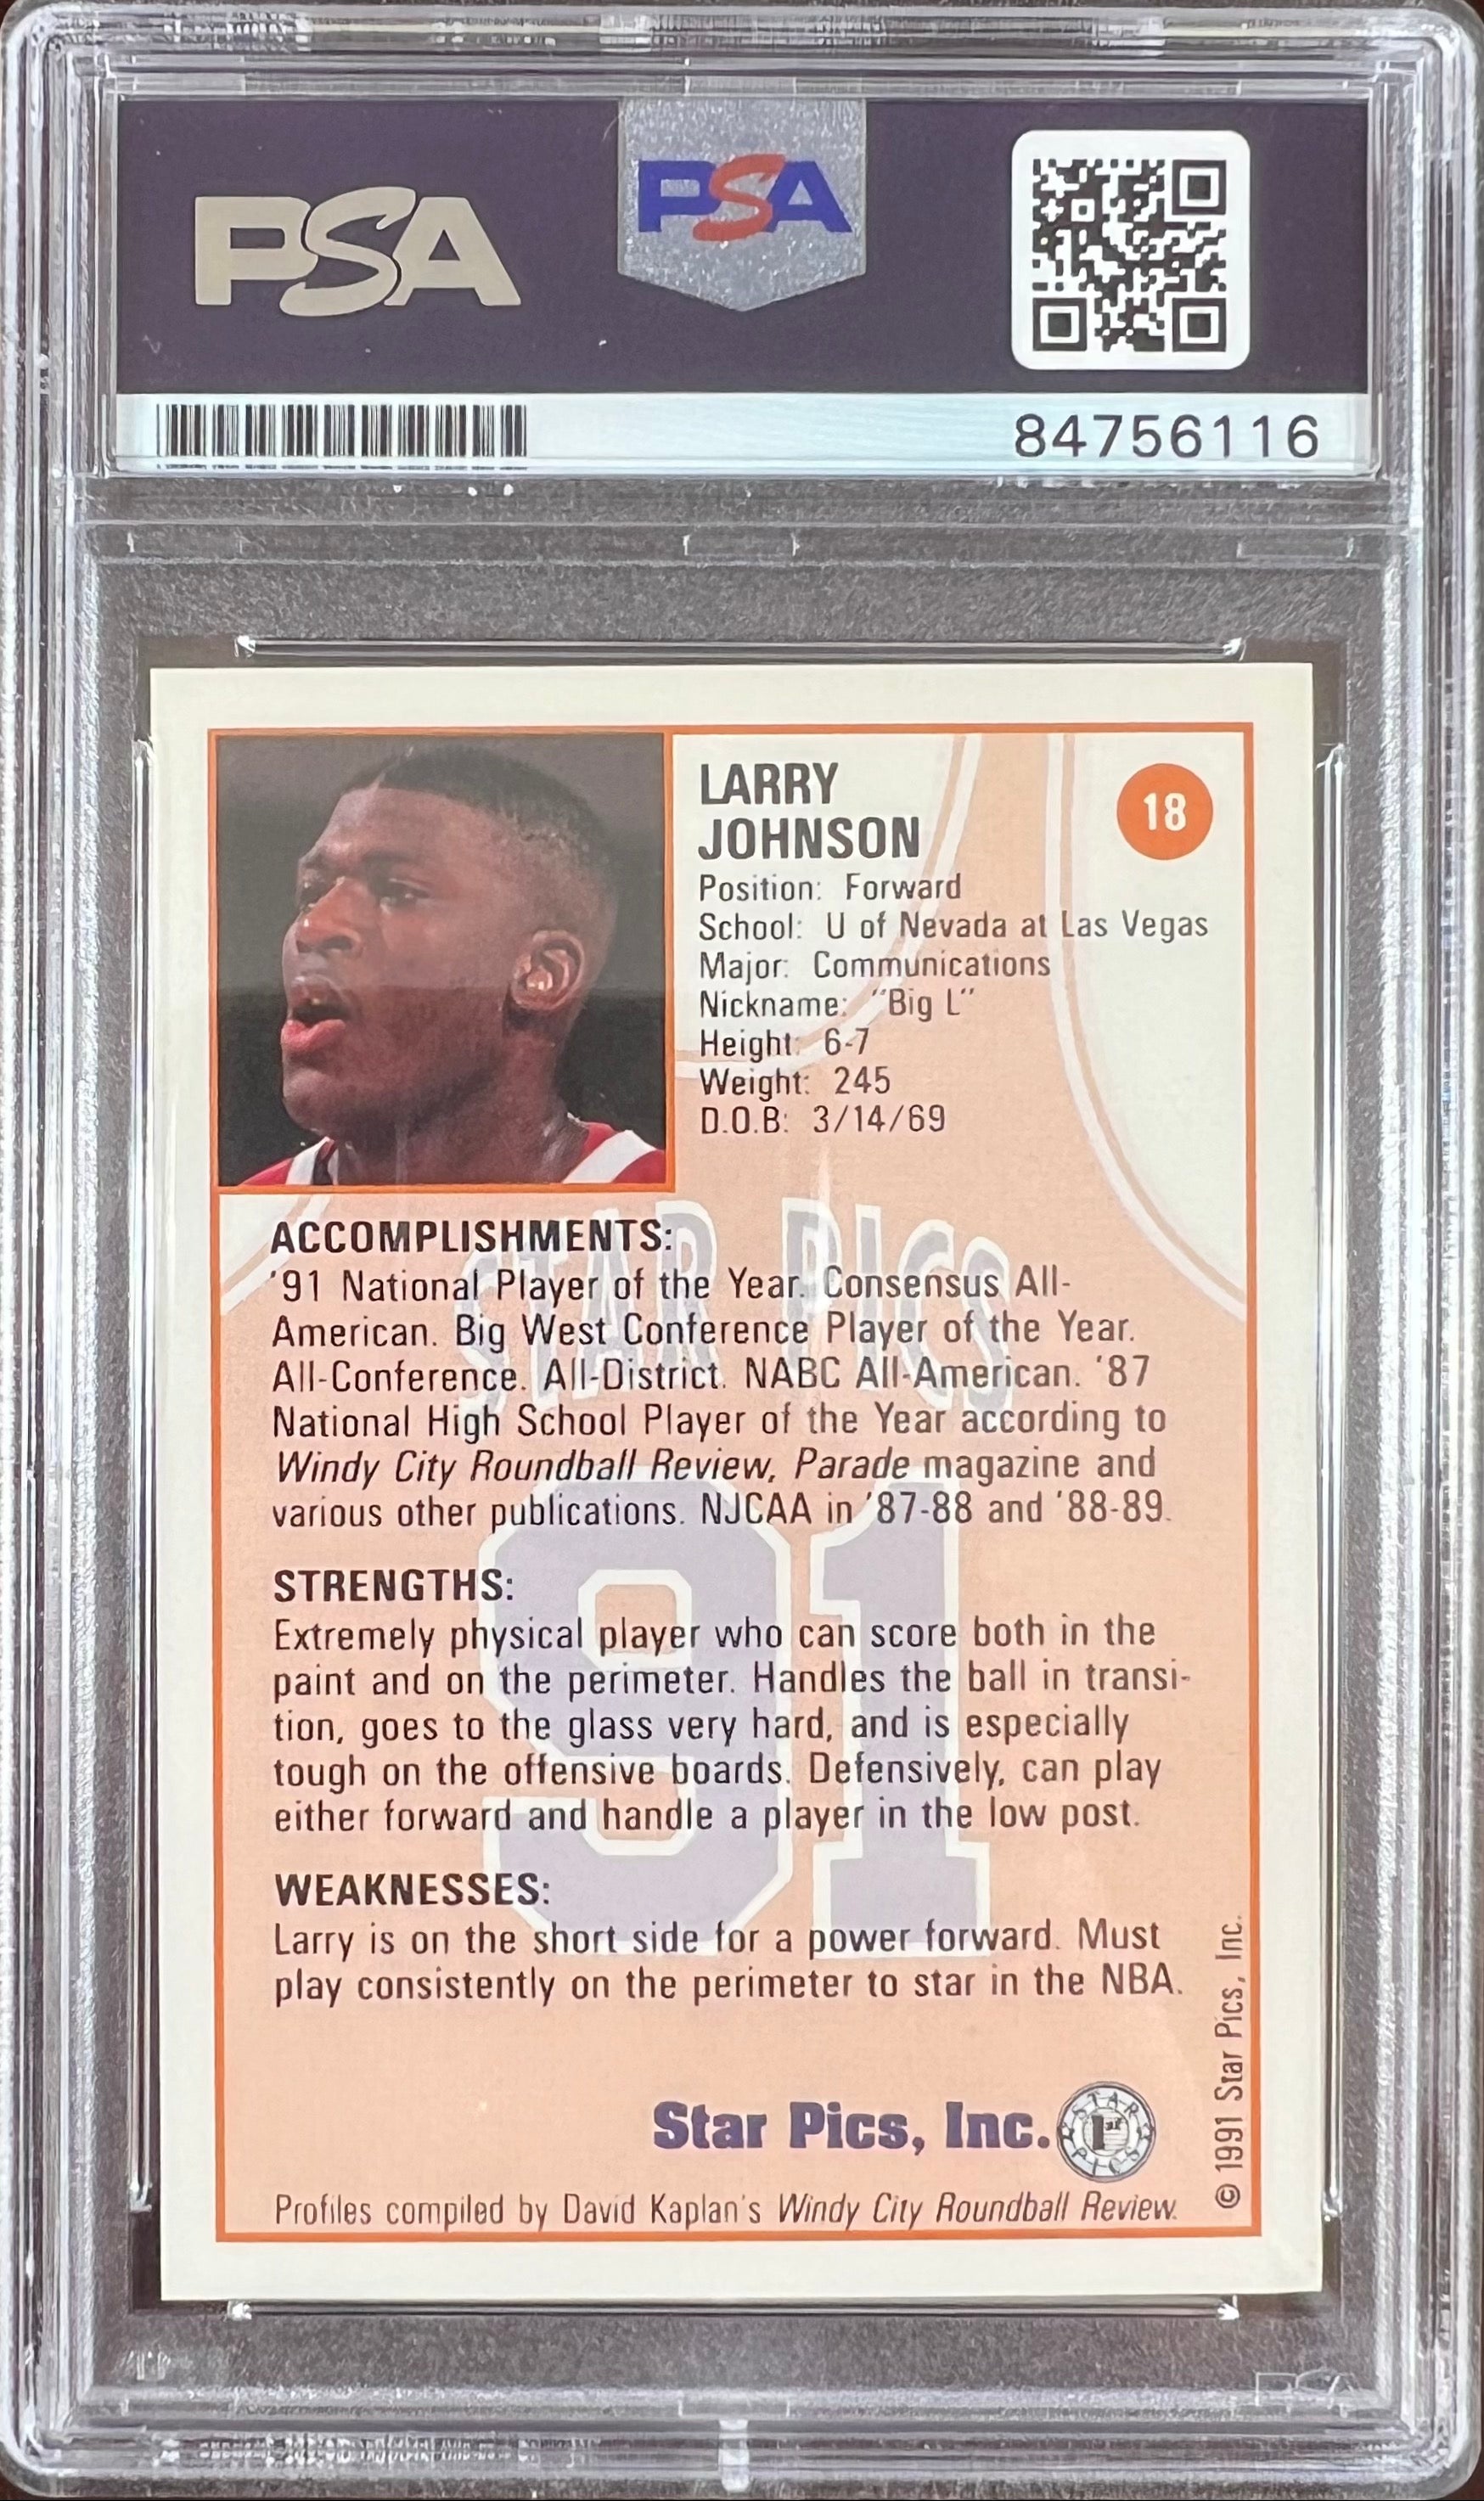 PSA
PSA
84756116
LARRY
JOHNSON
18
Position: Forward
School: U of Nevada at Las Vegas
Major: Communications
Nickname: "Big L"
Height: 6-7
Weight: 245
D.O.B: 3/14/69
STAR PICS
91
ACCOMPLISHMENTS:
'91 National Player of the Year. Consensus All-
American. Big West Conference Player of the Year.
All-Conference. All-District. NABC All-American. '87
National High School Player of the Year according to
Windy City Roundball Review, Parade magazine and
various other publications. NJCAA in '87-88 and '88-89.
STRENGTHS:
Extremely physical player who can score both in the
paint and on the perimeter. Handles the ball in transi-
tion, goes to the glass very hard, and is especially
tough on the offensive boards. Defensively, can play
either forward and handle a player in the low post.
WEAKNESSES:
Larry is on the short side for a power forward. Must
play consistently on the perimeter to star in the NBA.
Star Pics, Inc.
STAR
1st
PICS
© 1991 Star Pics, Inc.
Profiles compiled by David Kaplan's Windy City Roundball Review.
PSA